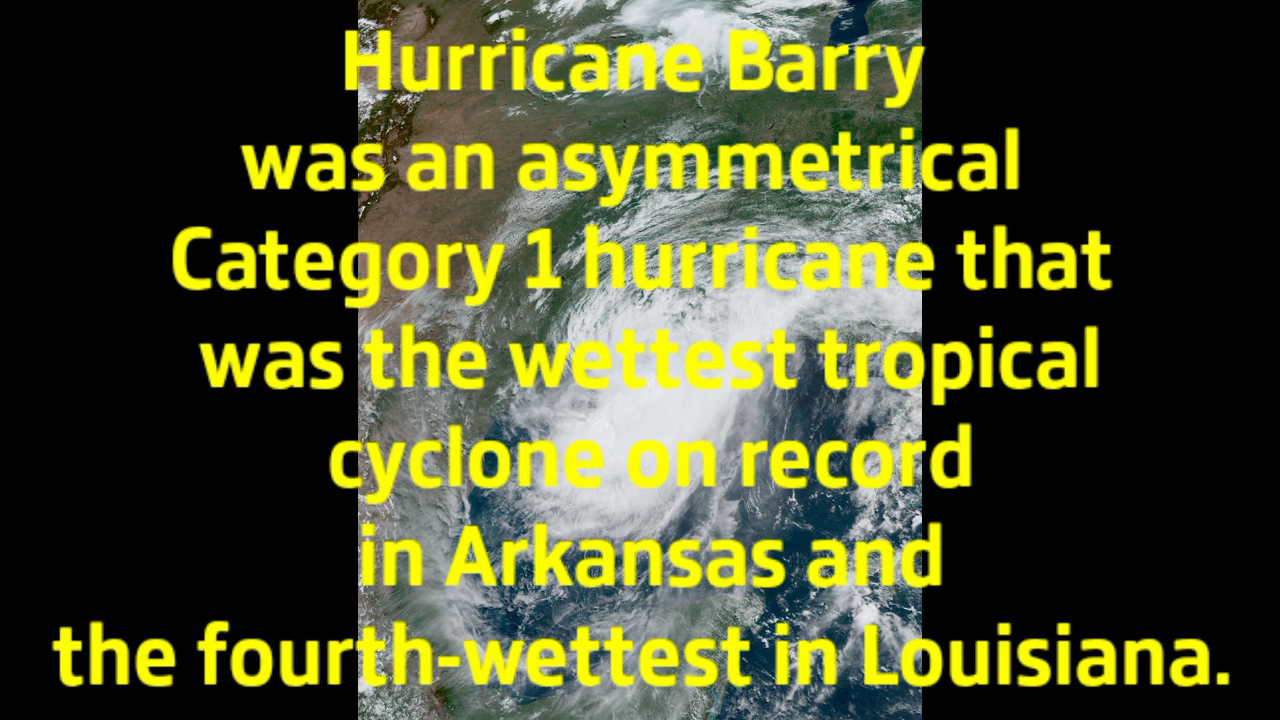 Hurricane Barry
was an asymmetrical
Category 1 hurricane that
was the wettest tropical
cyclone on record
in Arkansas and
the fourth-wettest in Louisiana.